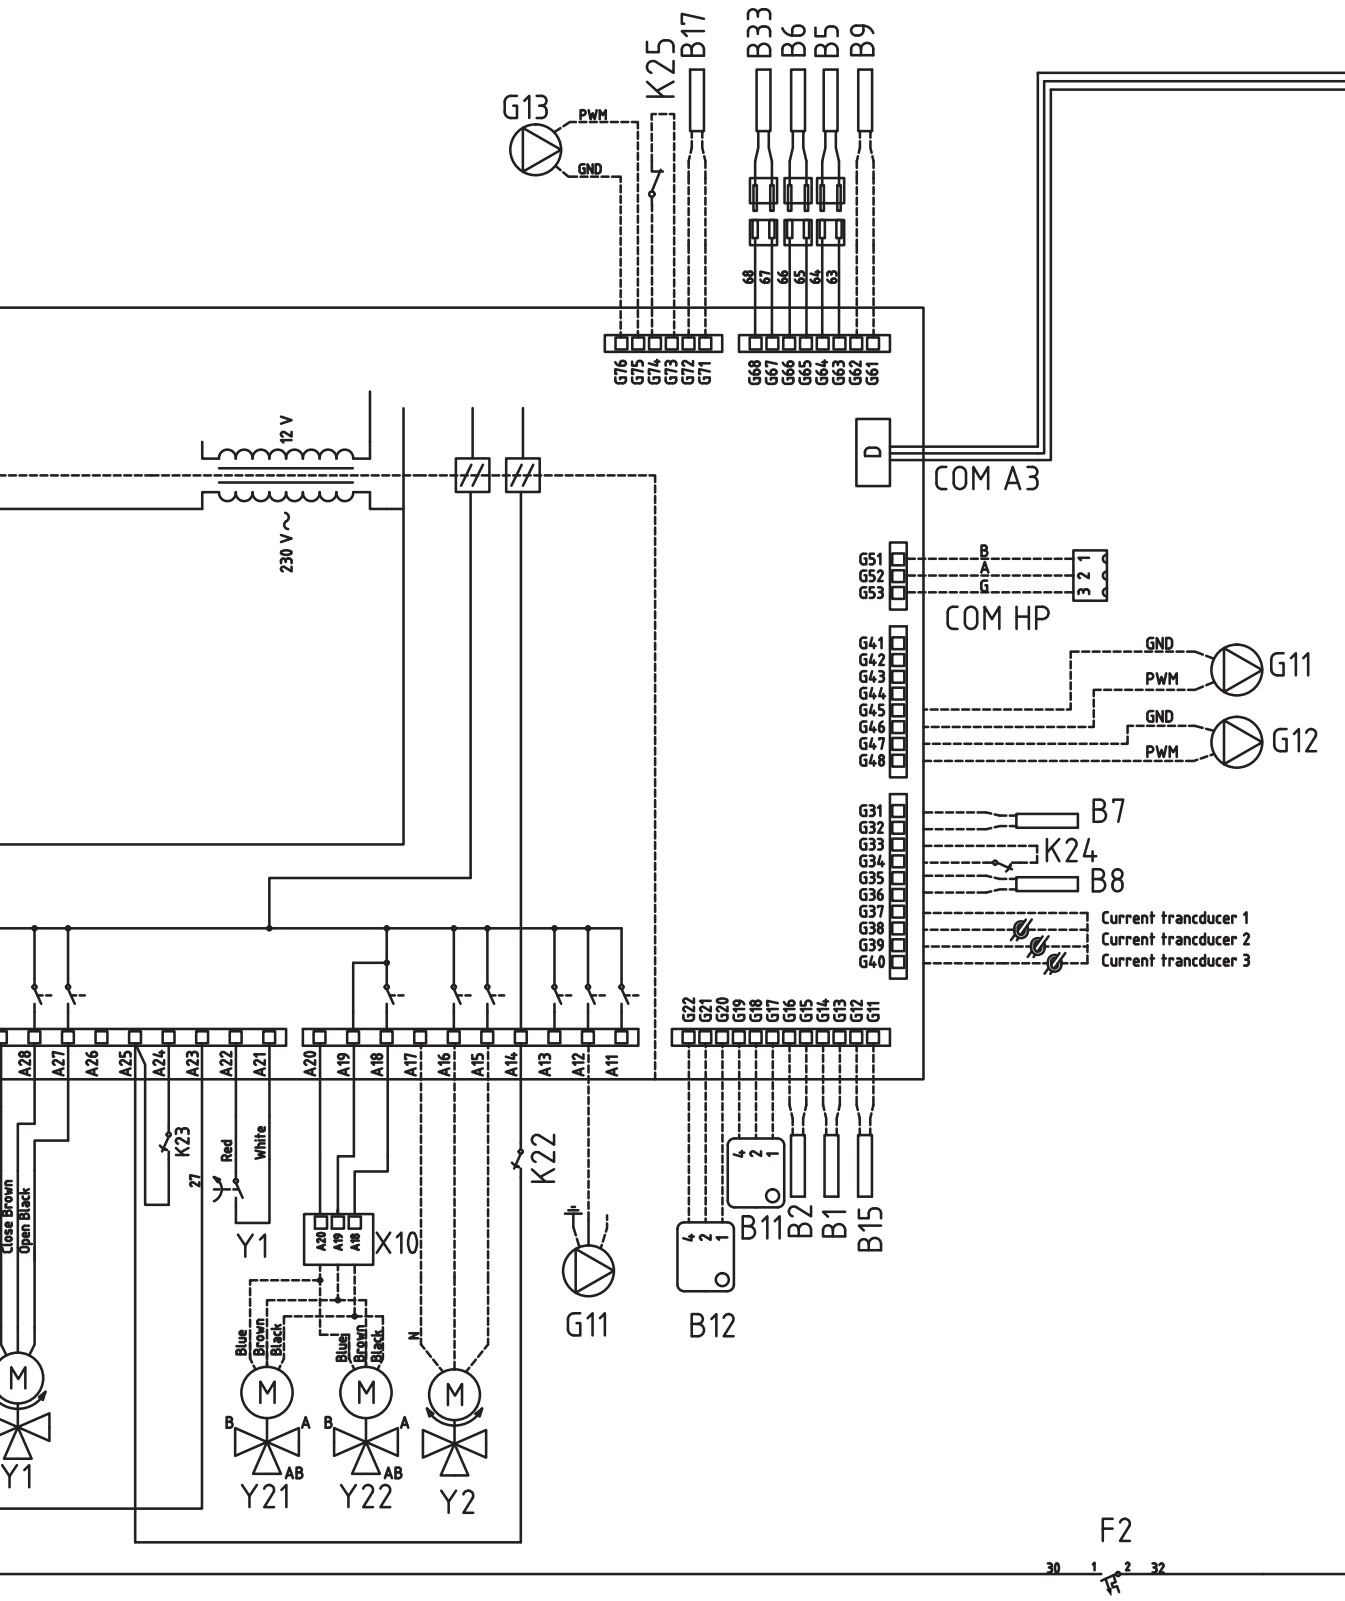 K25
B17
B33
B6
B5
B9
G13
PWM
GND
68
67
66
65
64
63
G76
G75
G74
G73
G72
G71
G68
G67
G66
G65
G64
G63
G62
G61
12 V
230 V ~
D
COM A3
G51
G52
G53
B
A
G
1
2
3
COM HP
G41
G42
G43
G44
G45
G46
G47
G48
GND
PWM
G11
GND
PWM
G12
G31
G32
G33
G34
G35
G36
G37
G38
G39
G40
B7
K24
B8
Current trancducer 1
Current trancducer 2
Current trancducer 3
G22
G21
G20
G19
G18
G17
G16
G15
G14
G13
G12
G11
A28
A27
A26
A25
A24
A23
A22
A21
A20
A19
A18
A17
A16
A15
A14
A13
A12
A11
K23
27
Red
White
Close Brown
Open Black
K22
4
2
1
B11
B2
B1
B15
Y1
A20
A19
A18
X10
4
2
1
B12
G11
Blue
Brown
Black
Blue
Brown
Black
N
M
M
M
M
B
A
AB
B
A
AB
Y1
Y21
Y22
Y2
F2
30
1
2
32